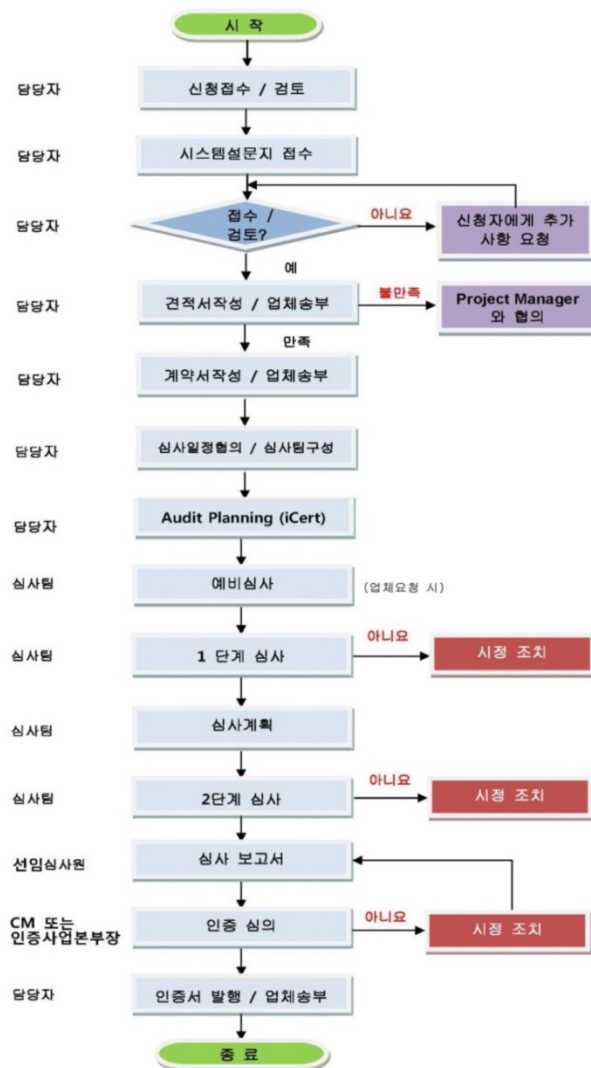 시 작
담당자
신청접수 / 검토
담당자
시스템설문지 접수
담당자
접수 /
검토?
아니요
신청자에게 추가
사항 요청
예
담당자
견적서작성 / 업체송부
불만족
Project Manager
와 협의
만족
담당자
계약서작성 / 업체송부
담당자
심사일정협의 / 심사팀구성
담당자
Audit Planning (iCert)
심사팀
예비심사
(업체요청 시)
심사팀
1 단계 심사
아니요
시정 조치
심사팀
심사계획
심사팀
2단계 심사
아니요
시정 조치
선임심사원
심사 보고서
CM 또는
인증사업본부장
인증 심의
아니요
시정 조치
담당자
인증서 발행 / 업체송부
종 료